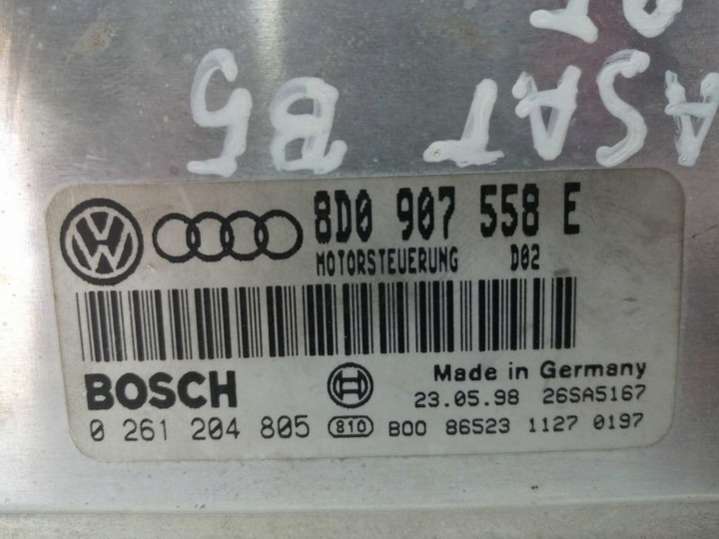 ASAT B5
8D0 907 558 E
MOTORSTEUERUNG D02
BOSCH
Made in Germany
23.05.98 26SA5167
0 261 204 805 810 B00 86523 1127 0197